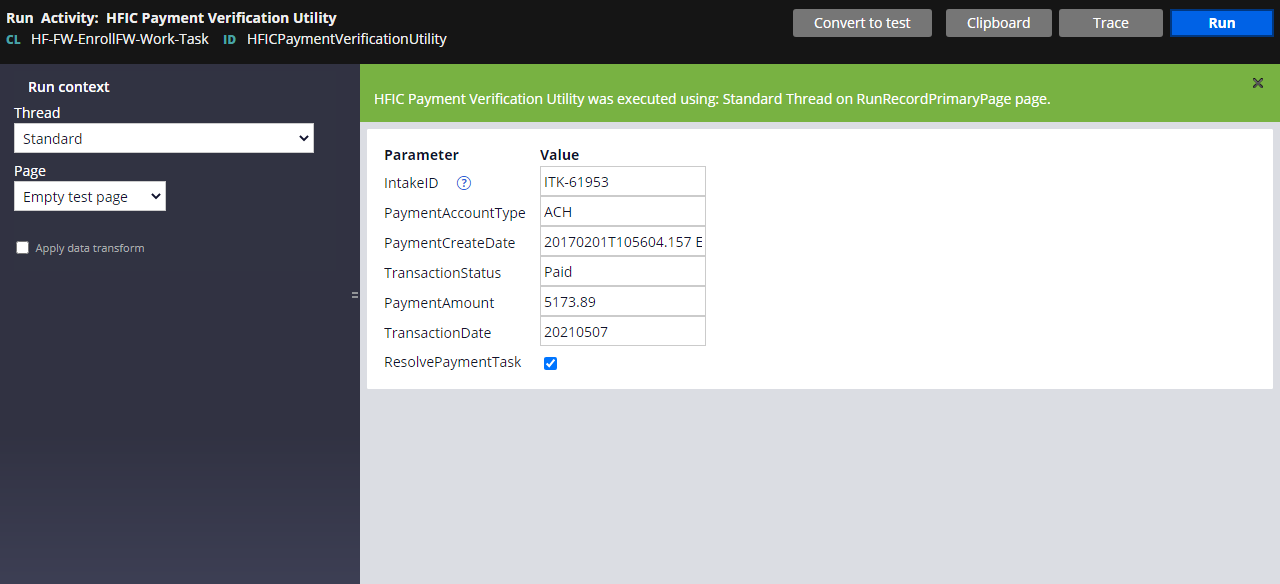 Run Activity: HFIC Payment Verification Utility
CL HF-FW-EnrollFW-Work-Task ID HFICPaymentVerificationUtility
Convert to test Clipboard Trace Run
Run context
Thread
Standard
Page
Empty test page
Apply data transform
HFIC Payment Verification Utility was executed using: Standard Thread on RunRecordPrimaryPage page.
Parameter Value
IntakeID ? ITK-61953
PaymentAccountType ACH
PaymentCreateDate 20170201T105604.157 E
TransactionStatus Paid
PaymentAmount 5173.89
TransactionDate 20210507
ResolvePaymentTask